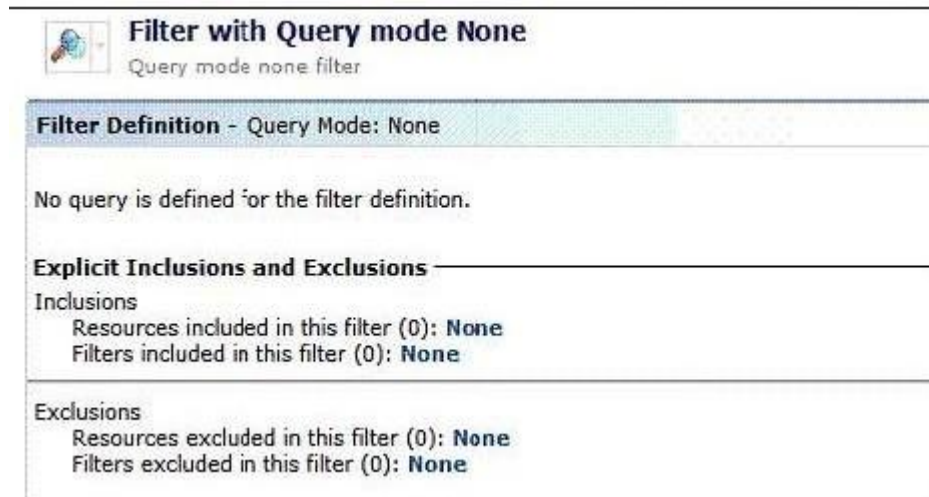 Filter with Query mode None
Query mode none filter
Filter Definition - Query Mode: None
No query is defined for the filter definition.
Explicit Inclusions and Exclusions
Inclusions
Resources included in this filter (0): None
Filters included in this filter (0): None
Exclusions
Resources excluded in this filter (0): None
Filters excluded in this filter (0): None